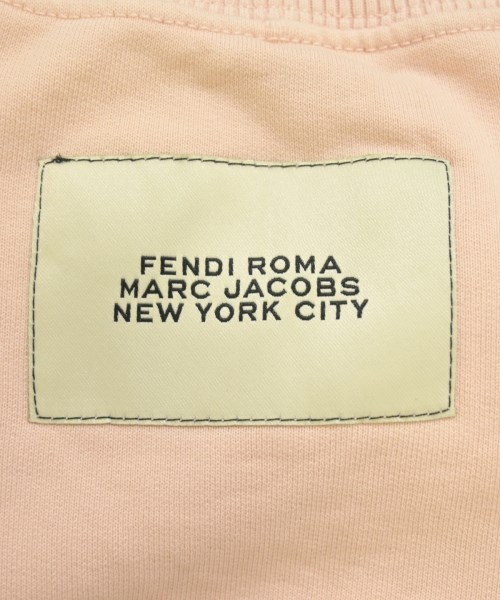 FENDI ROMA
MARC JACOBS
NEW YORK CITY